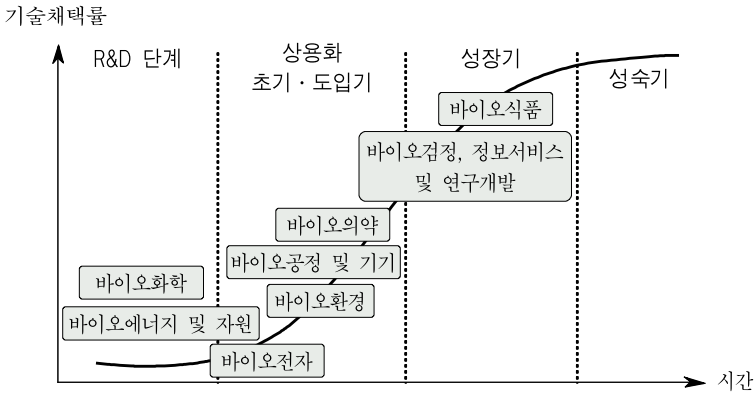 기술채택률
R&D 단계
상용화
초기 · 도입기
성장기
성숙기
바이오식품
바이오검정, 정보서비스
및 연구개발
바이오의약
바이오공정 및 기기
바이오화학
바이오환경
바이오에너지 및 자원
바이오전자
시간